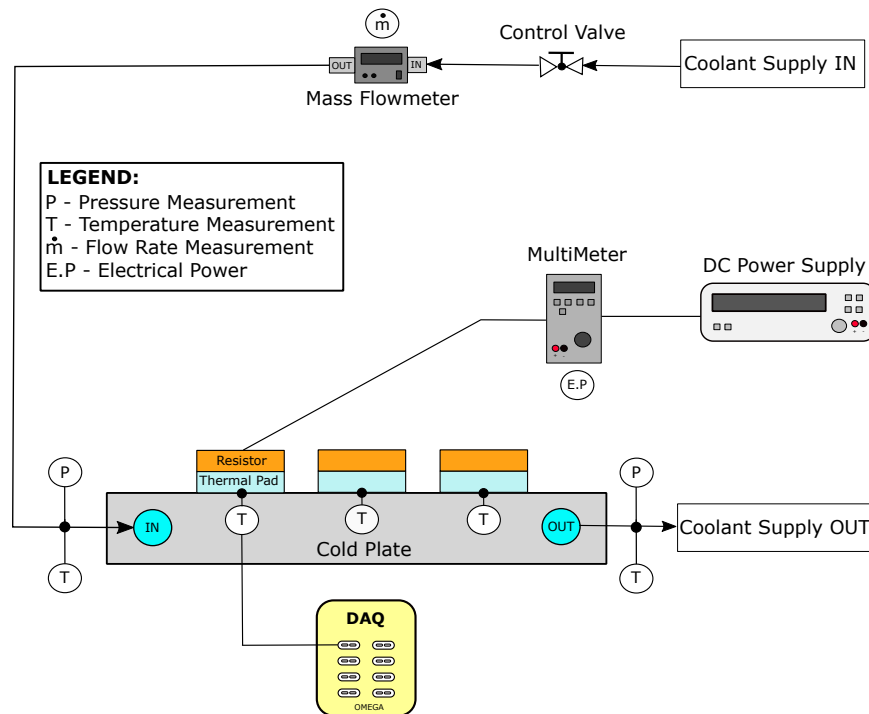 ṁ
Control Valve
OUT
IN
Coolant Supply IN
Mass Flowmeter
LEGEND:
P - Pressure Measurement
T - Temperature Measurement
ṁ - Flow Rate Measurement
E.P - Electrical Power
MultiMeter
DC Power Supply
+ -
+ -
E.P
Resistor
Thermal Pad
P
P
IN
T
T
T
OUT
Coolant Supply OUT
Cold Plate
T
T
DAQ
OMEGA